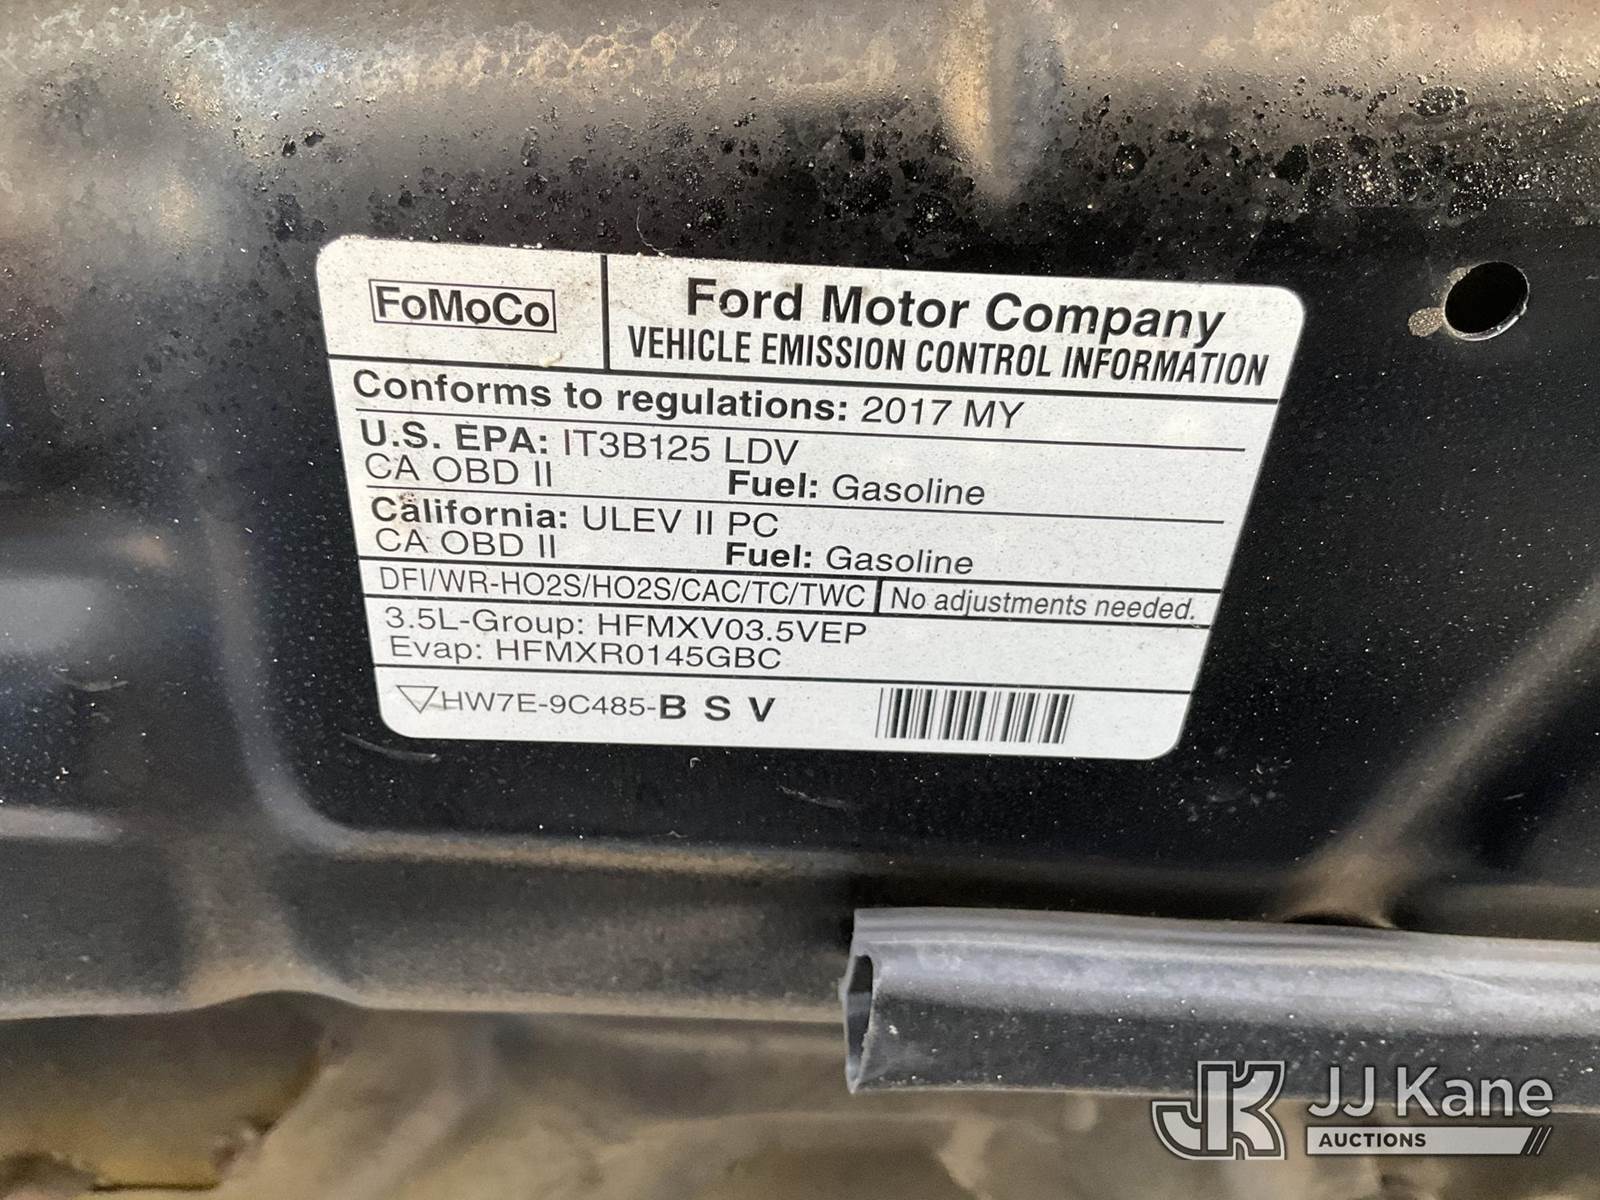 FoMoCo
Ford Motor Company
VEHICLE EMISSION CONTROL INFORMATION
Conforms to regulations: 2017 MY
U.S. EPA: IT3B125 LDV
CA OBD II Fuel: Gasoline
California: ULEV II PC
CA OBD II Fuel: Gasoline
DFI/WR-HO2S/HO2S/CAC/TC/TWC No adjustments needed.
3.5L-Group: HFMXV03.5VEP
Evap: HFMXR0145GBC
HW7E-9C485-B S V
JK JJ Kane
AUCTIONS